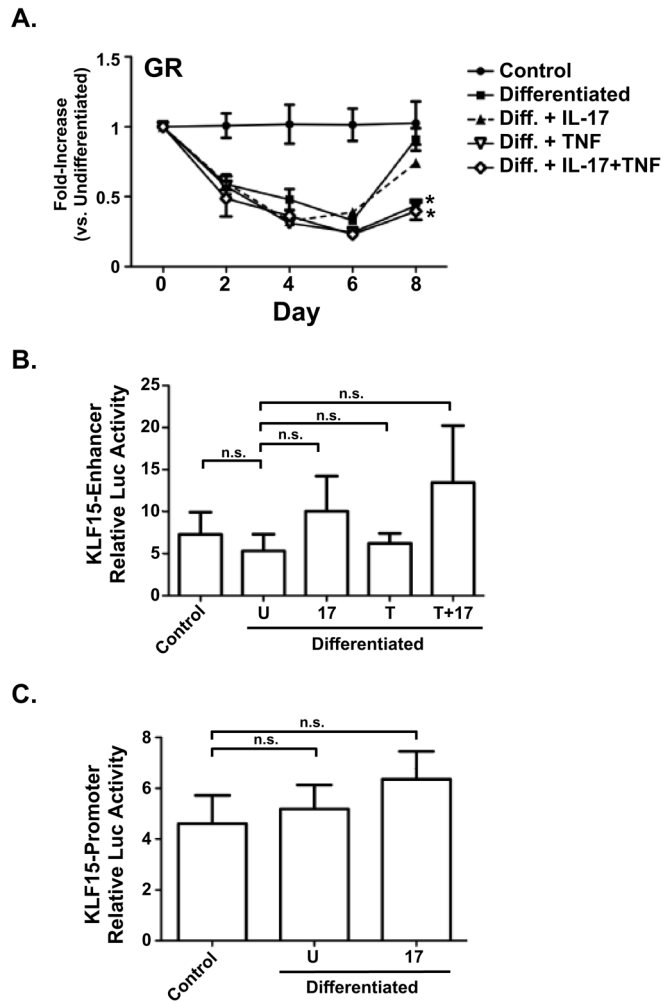 A.
GR
Fold-Increase
(vs. Undifferentiated)
1.5
1
0.5
0
0 2 4 6 8
Day
*
*
Control
Differentiated
Diff. + IL-17
Diff. + TNF
Diff. + IL-17+TNF
B.
KLF15-Enhancer
Relative Luc Activity
25
20
15
10
5
0
n.s.
n.s.
n.s.
n.s.
Control U 17 T T+17
Differentiated
C.
KLF15-Promoter
Relative Luc Activity
8
6
4
2
0
n.s.
n.s.
Control U 17
Differentiated